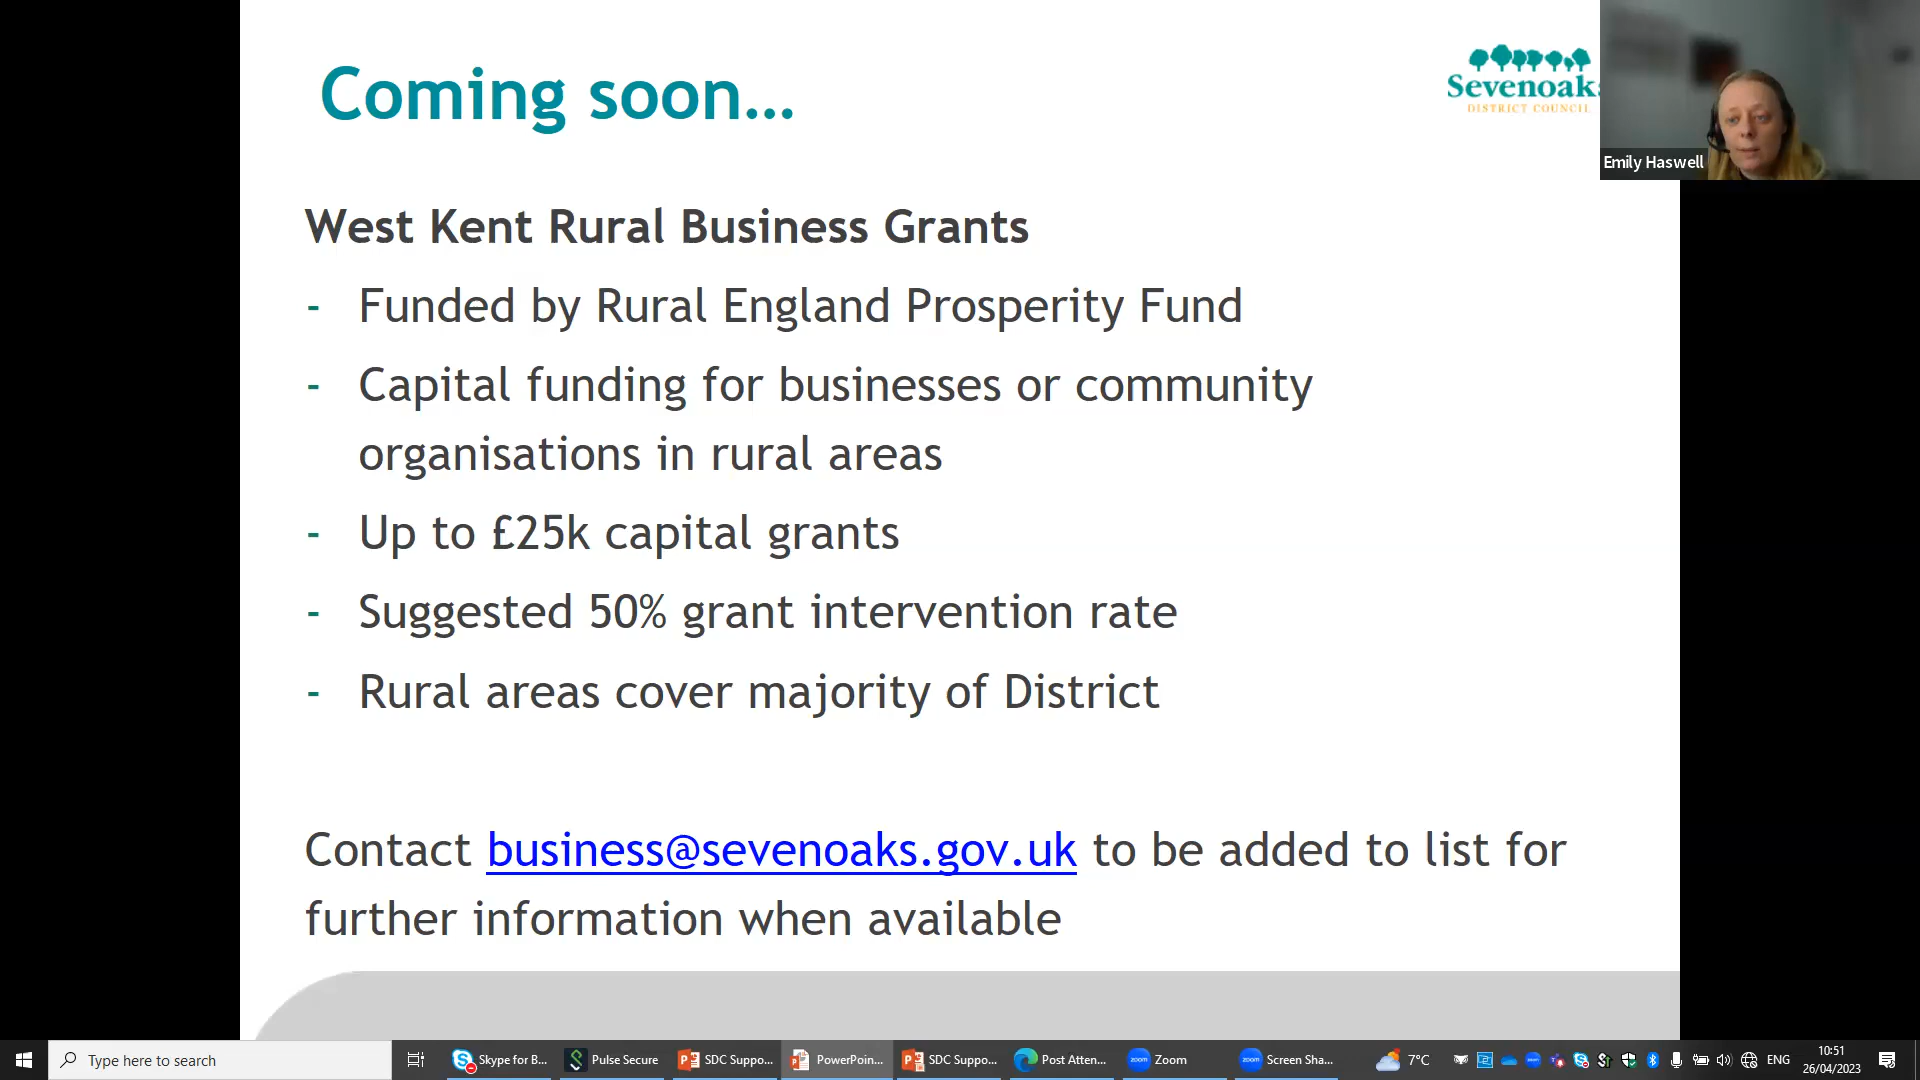 Coming soon...
Sevenoaks
DISTRICT COUNCIL
Emily Haswell
West Kent Rural Business Grants
- Funded by Rural England Prosperity Fund
- Capital funding for businesses or community
organisations in rural areas
- Up to £25k capital grants
- Suggested 50% grant intervention rate
- Rural areas cover majority of District
Contact business@sevenoaks.gov.uk to be added to list for
further information when available
Type here to search
Skype for B...
Pulse Secure
SDC Suppo...
PowerPoin...
SDC Suppo...
Post Atten...
Zoom
Screen Sha...
7°C
ENG
10:51
26/04/2023